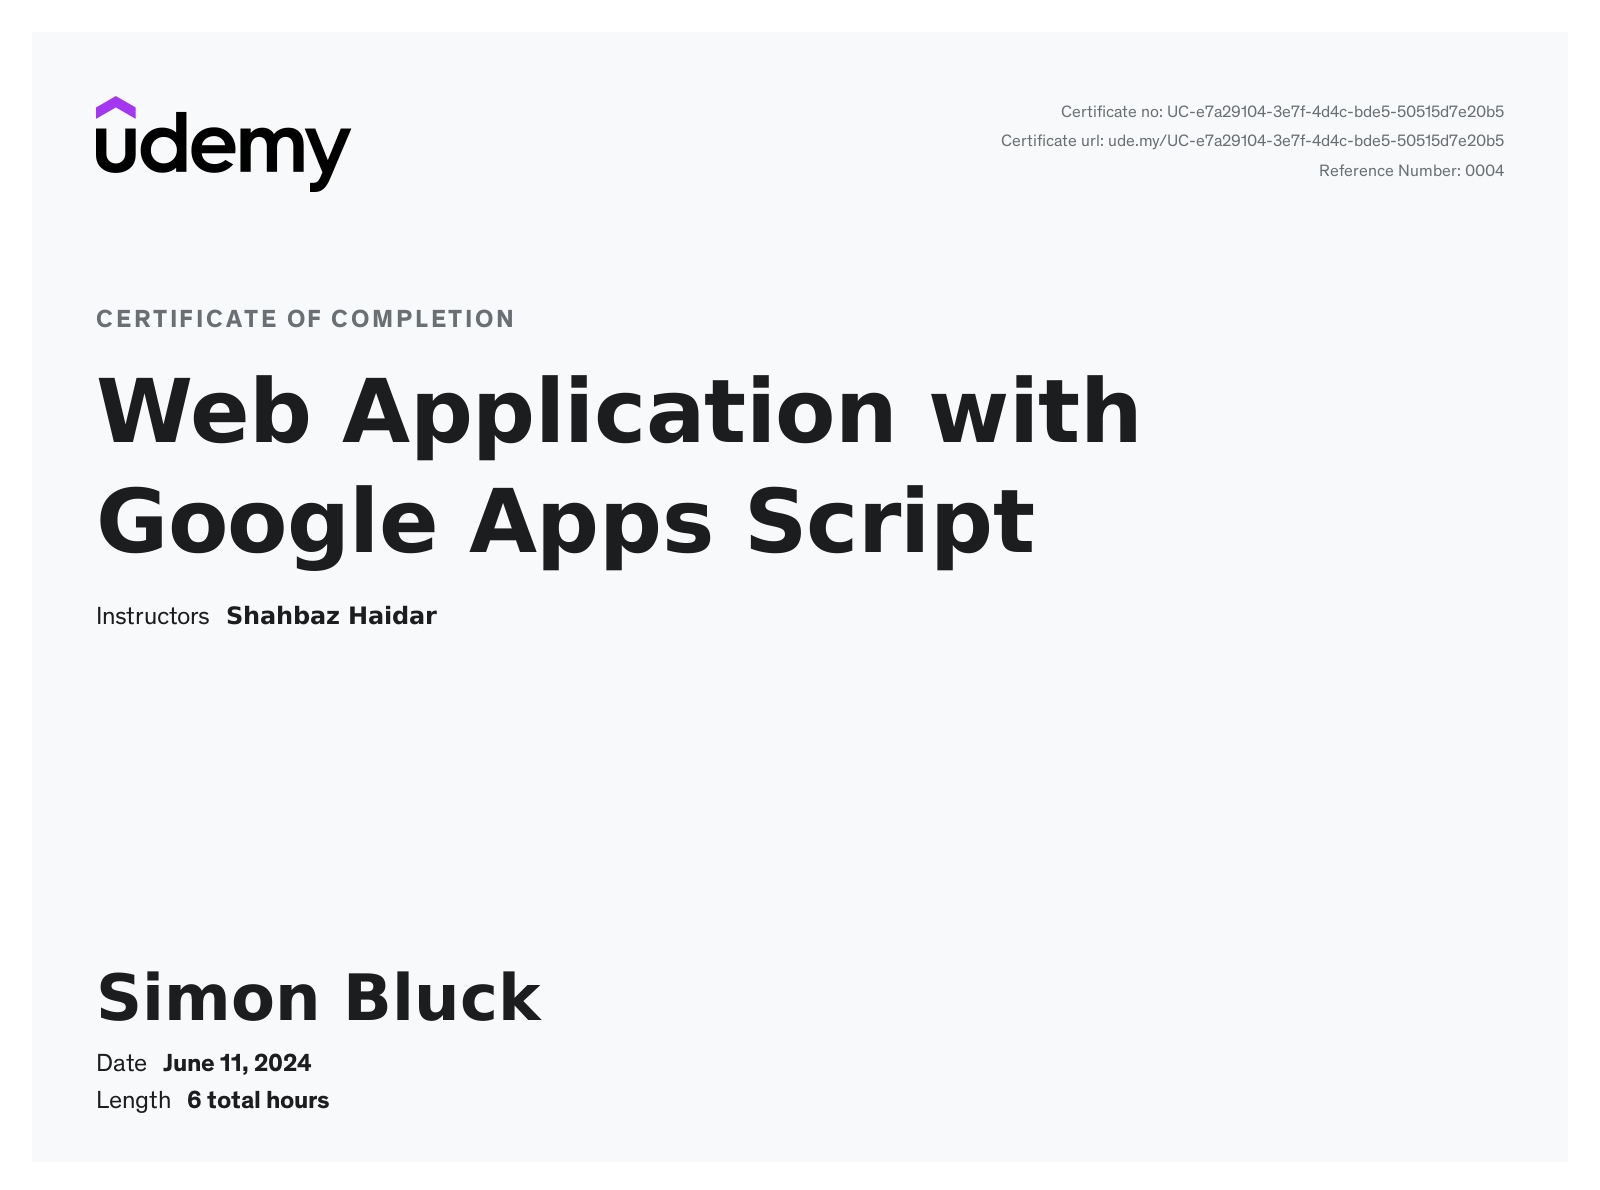 udemy
Certificate no: UC-e7a29104-3e7f-4d4c-bde5-50515d7e20b5
Certificate url: ude.my/UC-e7a29104-3e7f-4d4c-bde5-50515d7e20b5
Reference Number: 0004
CERTIFICATE OF COMPLETION
Web Application with
Google Apps Script
Instructors Shahbaz Haidar
Simon Bluck
Date June 11, 2024
Length 6 total hours